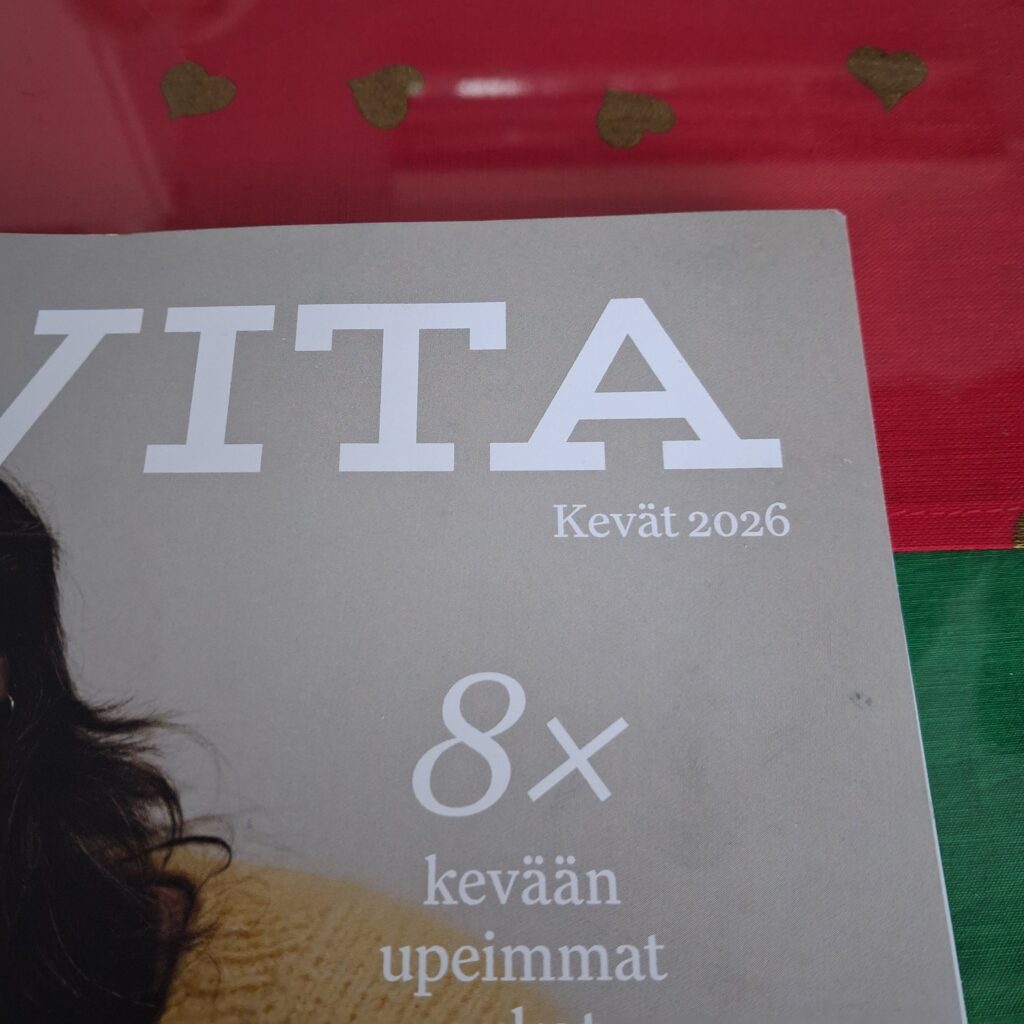 VITA
Kevät 2026
8×
kevään
upeimmat